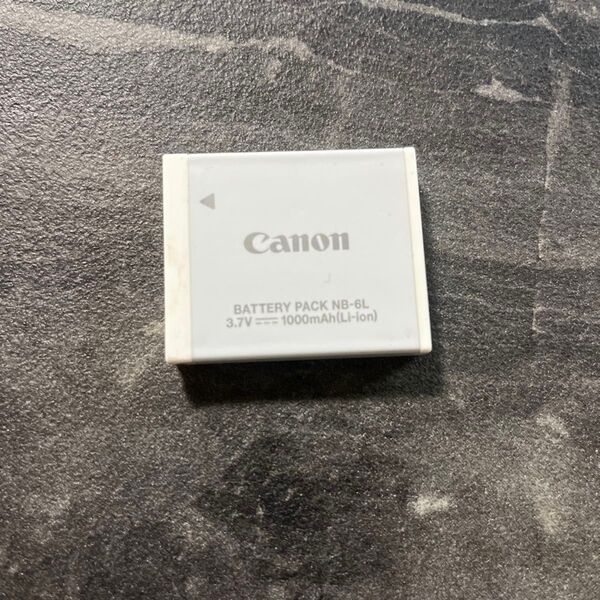 Canon
BATTERY PACK NB-6L
3.7V⎓1000mAh(Li-ion)